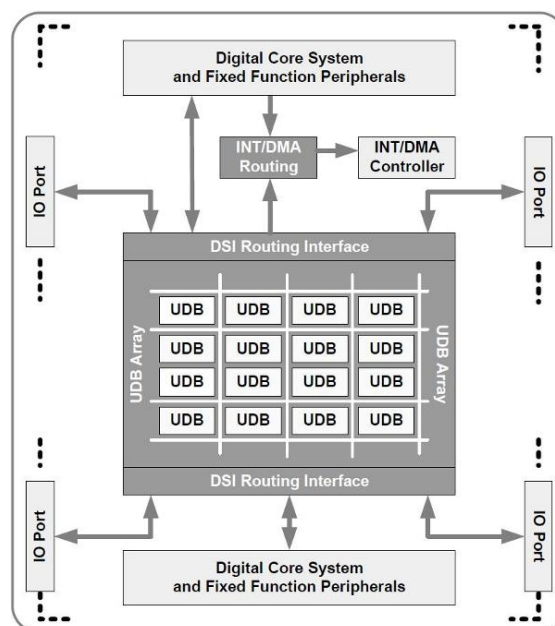 Digital Core System
and Fixed Function Peripherals
INT/DMA
Routing
INT/DMA
Controller
IO Port
IO Port
DSI Routing Interface
UDB Array
UDB UDB UDB UDB
UDB UDB UDB UDB
UDB UDB UDB UDB
UDB UDB UDB UDB
UDB Array
DSI Routing Interface
IO Port
IO Port
Digital Core System
and Fixed Function Peripherals